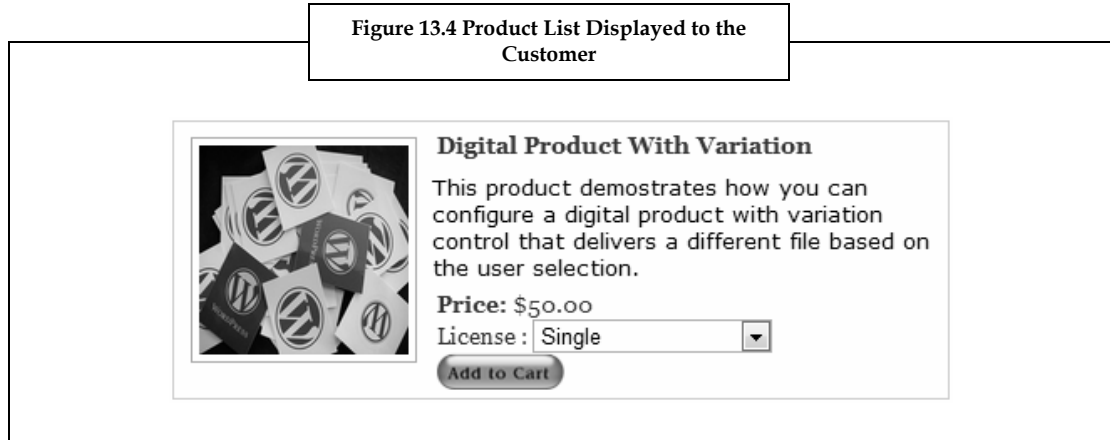 Figure 13.4 Product List Displayed to the
Customer
Digital Product With Variation
This product demostrates how you can
configure a digital product with variation
control that delivers a different file based on
the user selection.
Price: $50.00
License : Single
Add to Cart
WORDPRESS
WORDPRESS